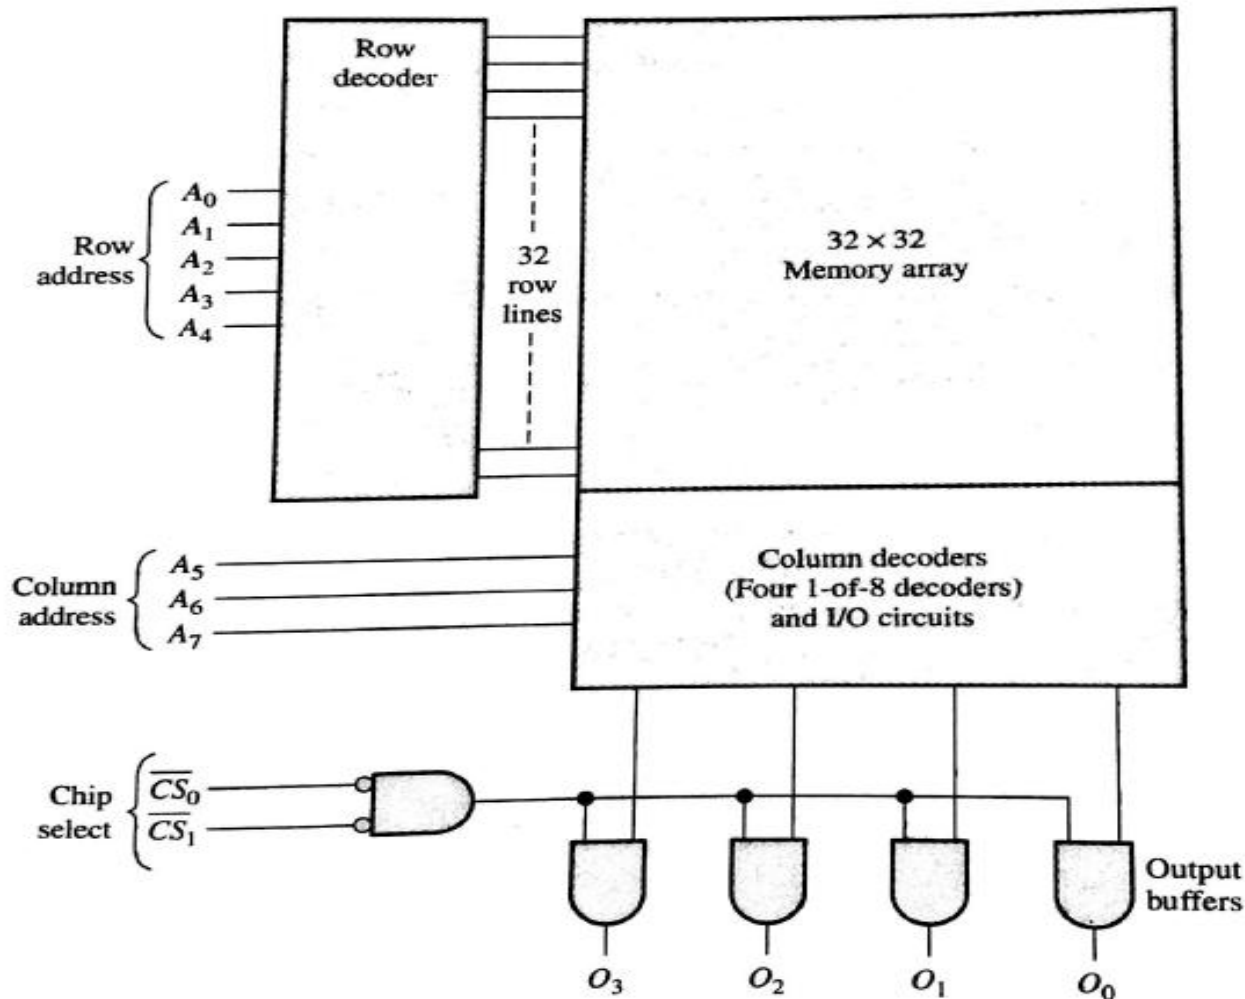 Row
decoder
Row
address
A₀
A₁
A₂
A₃
A₄
32
row
lines
32 × 32
Memory array
Column
address
A₅
A₆
A₇
Column decoders
(Four 1-of-8 decoders)
and I/O circuits
Chip
select
C̅S̅₀
C̅S̅₁
Output
buffers
O₃
O₂
O₁
O₀